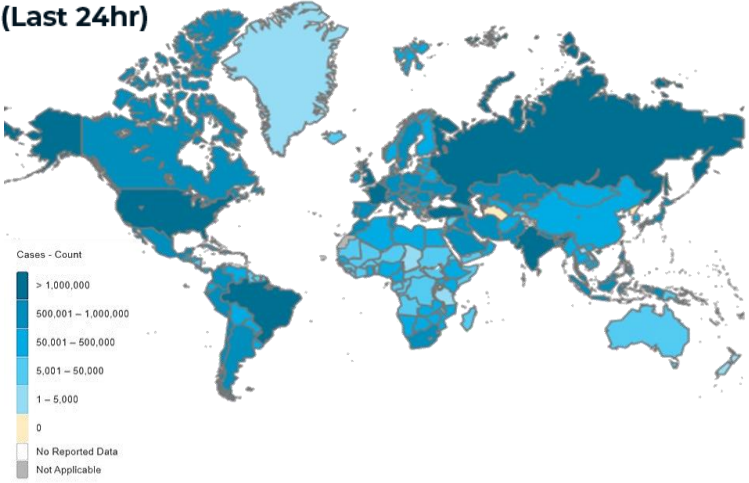 (Last 24hr)
Cases - Count
> 1,000,000
600,001 – 1,000,000
50,001 – 500,000
5,001 – 50,000
1 – 5,000
0
No Reported Data
Not Applicable